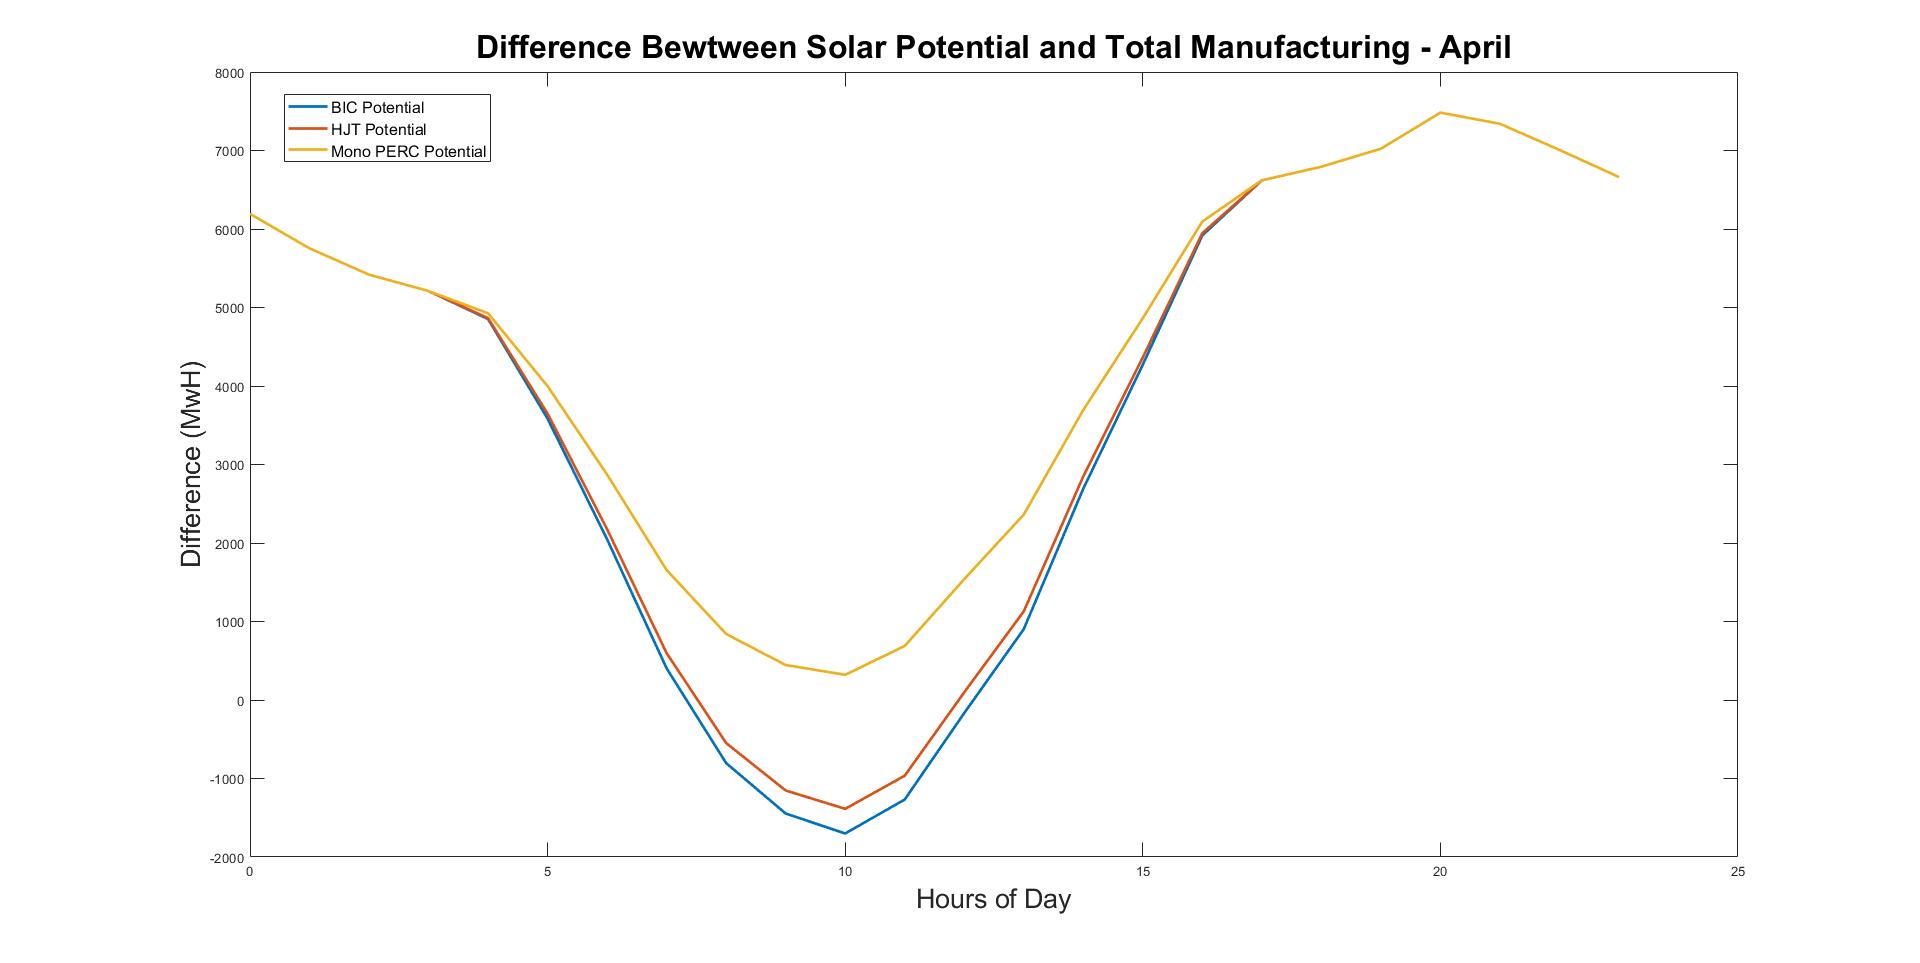 Difference Bewtween Solar Potential and Total Manufacturing - April
8000
7000
6000
5000
4000
3000
2000
1000
0
-1000
-2000
BIC Potential
HJT Potential
Mono PERC Potential
Difference (MwH)
0 5 10 15 20 25
Hours of Day